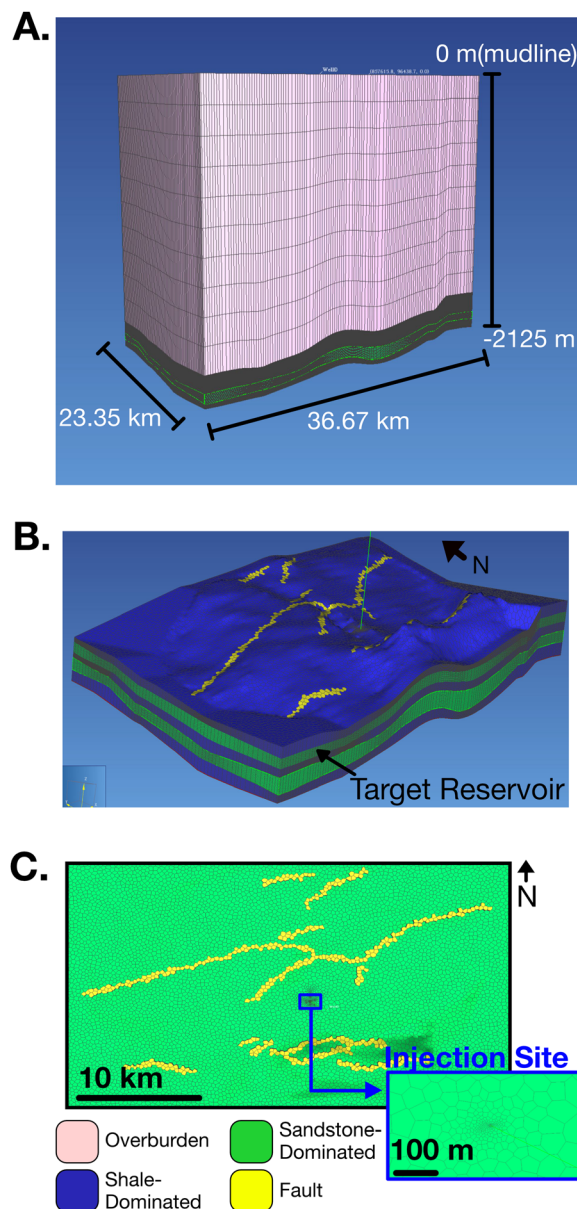 A.
0 m(mudline)
-2125 m
23.35 km
36.67 km
B.
N
Target Reservoir
C.
N
Injection Site
10 km
100 m
Overburden
Sandstone-
Dominated
Shale-
Dominated
Fault